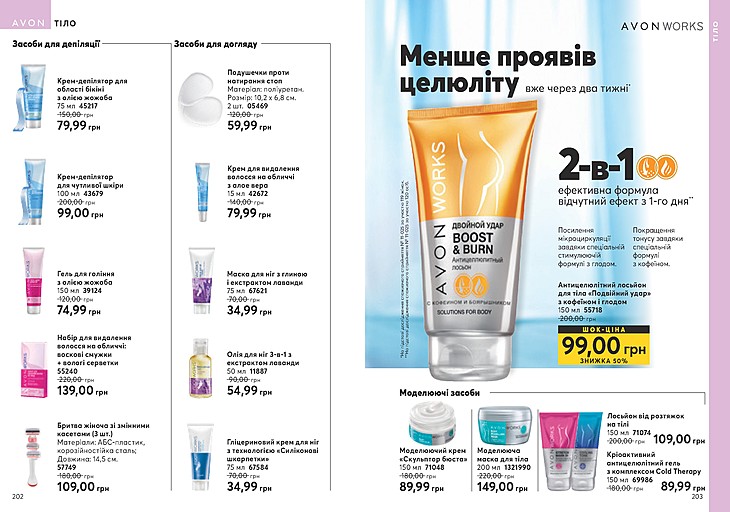 AVON ТІЛО
Засоби для депіляції
Крем-депілятор для
області бікіні
з олією жожоба
75 мл 45217
150,00 грн
79,99 грн
Крем-депілятор
для чутливої шкіри
100 мл 43679
200,00 грн
99,00 грн
Гель для гоління
з олією жожоба
150 мл 39124
120,00 грн
74,99 грн
Набір для видалення
волосся на обличчі:
воскові смужки
+ вологі серветки
55240
220,00 грн
139,00 грн
Бритва жіноча зі змінними
касетами (3 шт.)
Матеріали: АБС-пластик,
корозійностійка сталь;
Довжина: 14,5 см.
57749
180,00 грн
109,00 грн
202
Засоби для догляду
Подушечки проти
натирання стоп
Матеріал: поліуретан.
Розмір: 10,2 х 6,8 см.
2 шт. 05469
120,00 грн
59,99 грн
Крем для видалення
волосся на обличчі
з алое вера
15 мл 42672
140,00 грн
79,99 грн
Маска для ніг з глиною
і екстрактом лаванди
75 мл 67621
70,00 грн
34,99 грн
Олія для ніг 3-в-1 з
екстрактом лаванди
50 мл 11887
90,00 грн
54,99 грн
Гліцериновий крем для ніг
з технологією «Силіконові
шкарпетки»
75 мл 67584
70,00 грн
34,99 грн
AVON WORKS
ТІЛО
Менше проявів
целюліту вже через два тижні*
AVON WORKS
ДВОЙНОЙ УДАР
BOOST
& BURN
Антицеллюлитный
лосьон
С КОФЕИНОМ И БОЯРЫШНИКОМ
SOLUTIONS FOR BODY
2-в-1
ефективна формула
відчутний ефект з 1-го дня**
Посилення
мікроциркуляції
завдяки спеціальній
стимулюючій
формулі з глодом.
Покращення
тонусу завдяки
спеціальній
формулі
з кофеїном.
Антицелюлітний лосьйон
для тіла «Подвійний удар»
з кофеїном і глодом
150 мл 55718
200,00 грн
ШОК-ЦІНА
99,00 грн
ЗНИЖКА 50%
Моделюючі засоби
Моделюючий крем
«Скульптор бюста»
150 мл 71048
180,00 грн
89,99 грн
Моделююча
маска для тіла
200 мл 1321990
220,00 грн
149,00 грн
Лосьйон від розтяжок
на тілі
150 мл 71074
200,00 грн
109,00 грн
Кріоактивний
антицелюлітний гель
з комплексом Cold Therapy
150 мл 69986
180,00 грн
89,99 грн
203